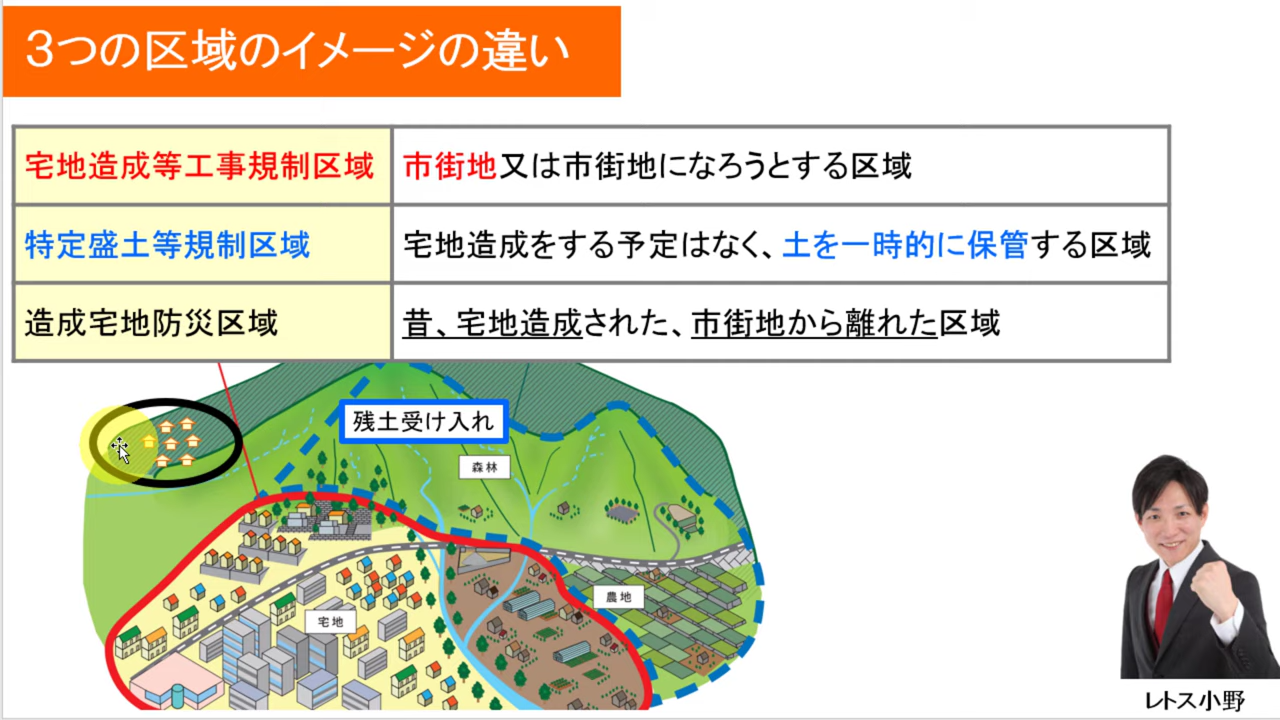 3つの区域のイメージの違い
宅地造成等工事規制区域 市街地又は市街地になろうとする区域
特定盛土等規制区域 宅地造成をする予定はなく、土を一時的に保管する区域
造成宅地防災区域 昔、宅地造成された、市街地から離れた区域
残土受け入れ
森林
農地
宅地
レトス小野